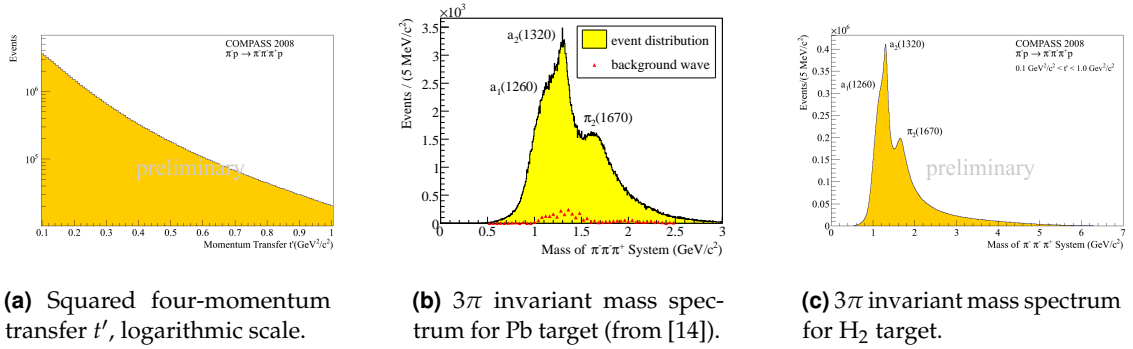 Events
COMPASS 2008
π⁻p → π⁻π⁻π⁺p
10⁶
10⁵
preliminary
0.1 0.2 0.3 0.4 0.5 0.6 0.7 0.8 0.9 1
Momentum Transfer t'(GeV²/c²)
(a) Squared four-momentum
transfer t′, logarithmic scale.
×10³
Events / (5 MeV/c²)
3.5
3
2.5
2
1.5
1
0.5
0
a₂(1320)
a₁(1260)
π₂(1670)
event distribution
background wave
0 0.5 1 1.5 2 2.5 3
Mass of π⁻π⁻π⁺ System (GeV/c²)
(b) 3π invariant mass spec-
trum for Pb target (from [14]).
×10⁶
Events/(5 MeV/c²)
0.4
0.35
0.3
0.25
0.2
0.15
0.1
0.05
0
a₂(1320)
a₁(1260)
π₂(1670)
COMPASS 2008
π⁻p → π⁻π⁻π⁺p
0.1 GeV²/c² < t' < 1.0 Gev²/c²
preliminary
0 1 2 3 4 5 6 7
Mass of π⁻π⁻π⁺ System (GeV/c²)
(c) 3π invariant mass spectrum
for H₂ target.